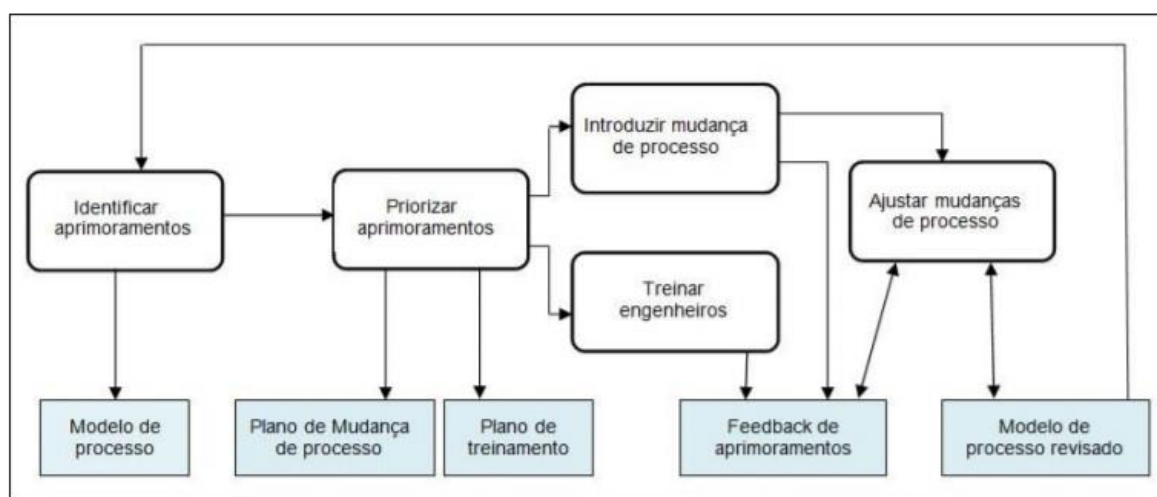 Identificar
aprimoramentos
Priorizar
aprimoramentos
Introduzir mudança
de processo
Treinar
engenheiros
Ajustar mudanças
de processo
Modelo de
processo
Plano de Mudança
de processo
Plano de
treinamento
Feedback de
aprimoramentos
Modelo de
processo revisado